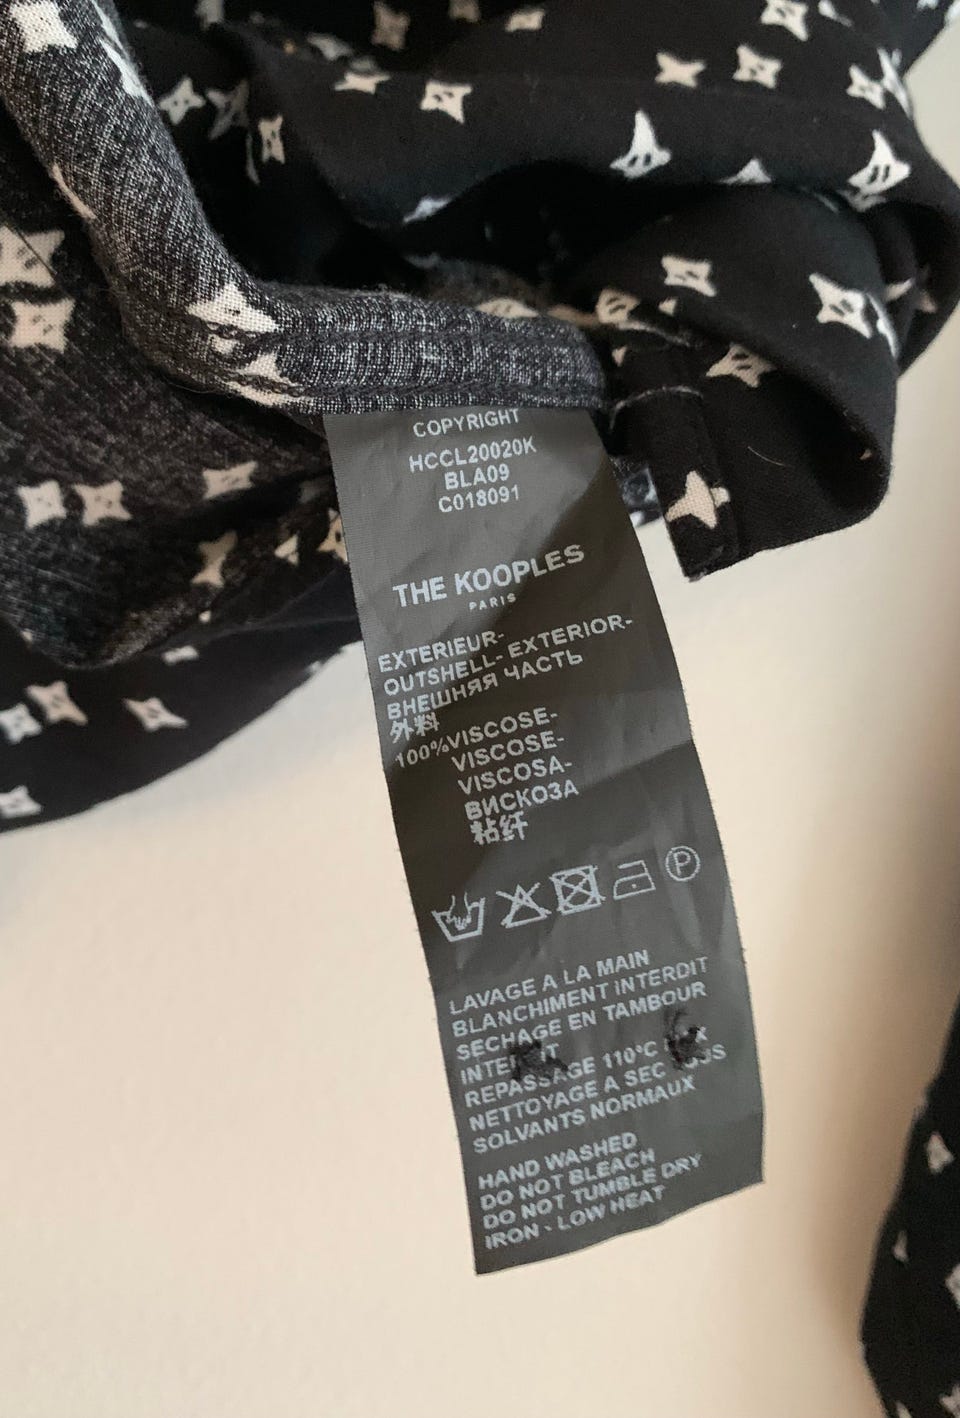 COPYRIGHT
HCCL20020K
BLA09
C018091
THE KOOPLES
PARIS
EXTERIEUR-
OUTSHELL- EXTERIOR-
ВНЕШНЯЯ ЧАСТЬ
外料
100%VISCOSE-
VISCOSE-
VISCOSA-
ВИСКОЗА
粘纤
P
LAVAGE A LA MAIN
BLANCHIMENT INTERDIT
SECHAGE EN TAMBOUR
REPASSAGE 110°C
NETTOYAGE A SEC
SOLVANTS NORMAUX
HAND WASHED
DO NOT BLEACH
DO NOT TUMBLE DRY
IRON - LOW HEAT